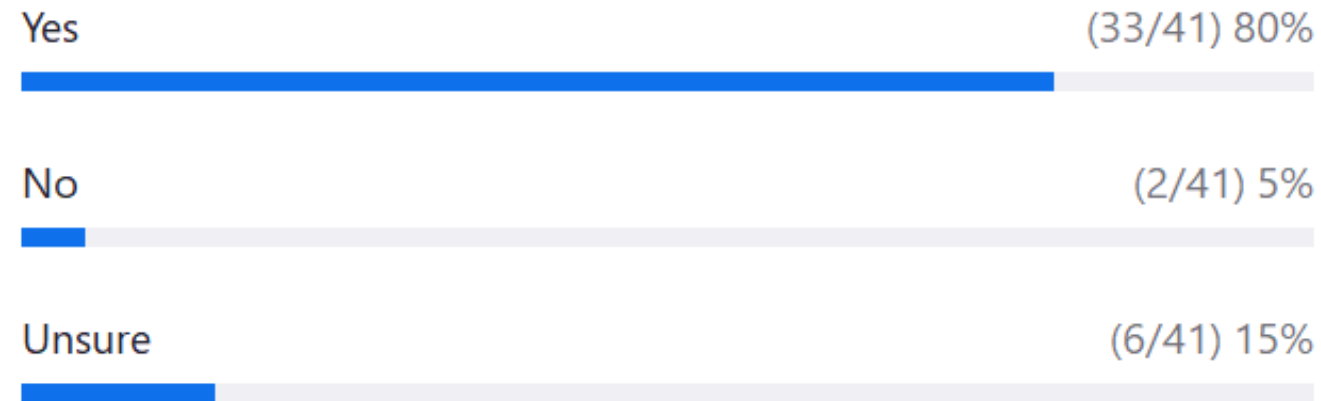 Yes (33/41) 80%
No (2/41) 5%
Unsure (6/41) 15%